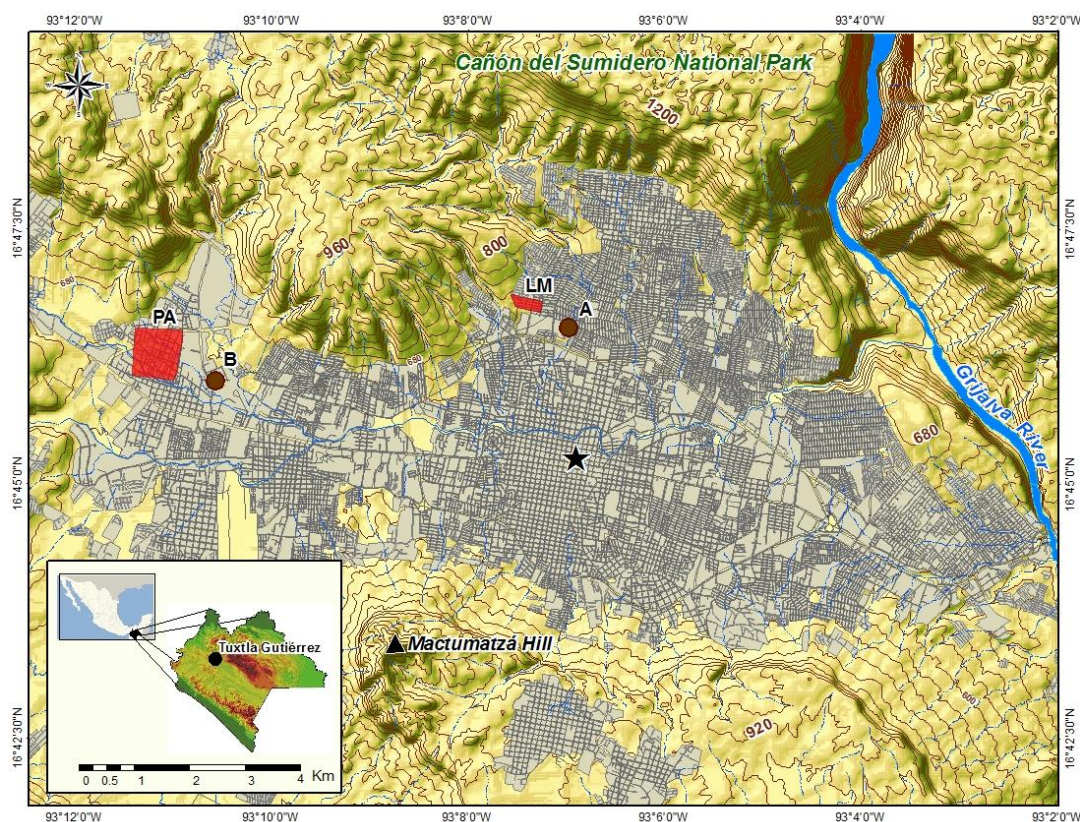 93°12'0"W
93°10'0"W
93°8'0"W
93°6'0"W
93°4'0"W
93°2'0"W
Cañón del Sumidero National Park
1200
16°47'30"N
16°47'30"N
960
800
680
LM
A
PA
B
680
Grijalva River
680
16°45'0"N
16°45'0"N
Mactumatzá Hill
Tuxtla Gutiérrez
600
920
16°42'30"N
16°42'30"N
0 0.5 1 2 3 4 Km
93°12'0"W
93°10'0"W
93°8'0"W
93°6'0"W
93°4'0"W
93°2'0"W